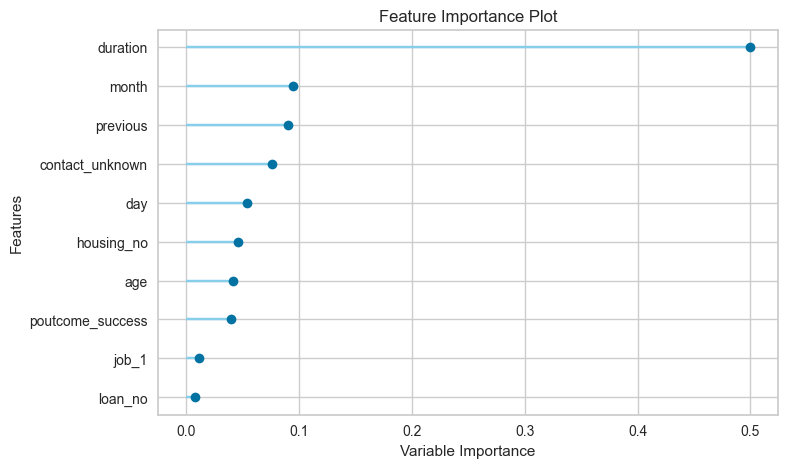 Feature Importance Plot
duration
month
previous
contact_unknown
day
housing_no
age
poutcome_success
job_1
loan_no
Features
0.0 0.1 0.2 0.3 0.4 0.5
Variable Importance